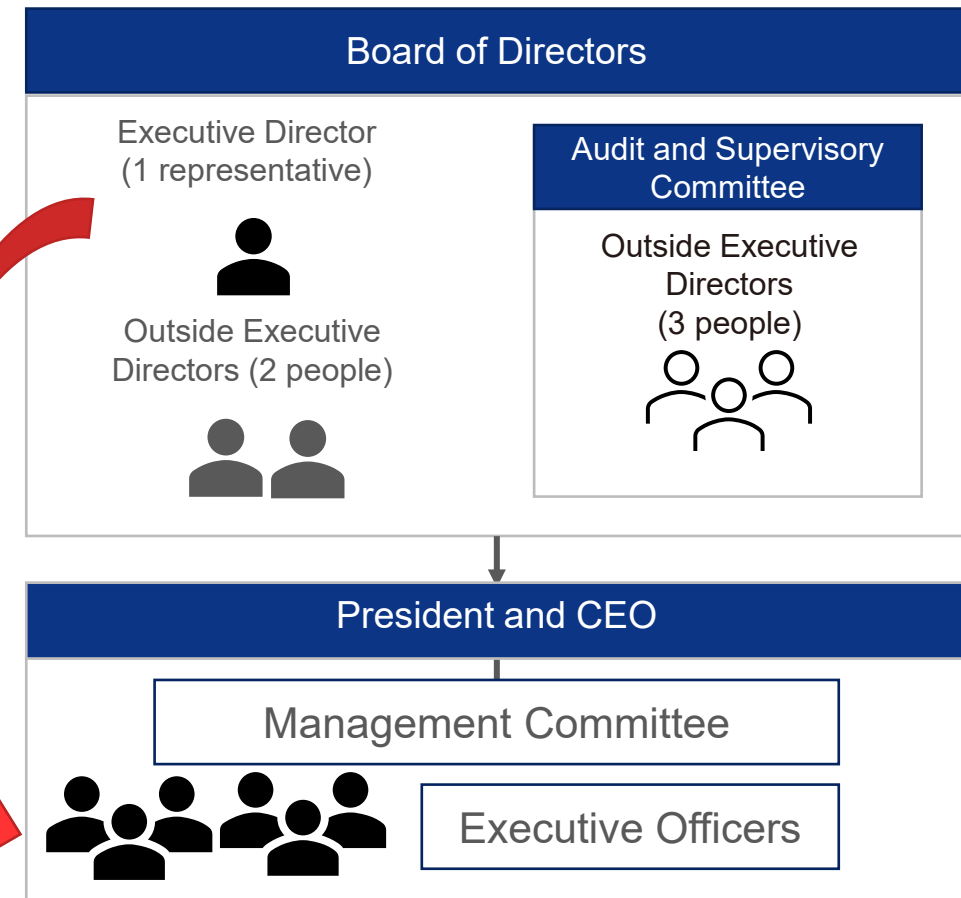 Board of Directors
Executive Director
(1 representative)
Outside Executive
Directors (2 people)
Audit and Supervisory
Committee
Outside Executive
Directors
(3 people)
President and CEO
Management Committee
Executive Officers